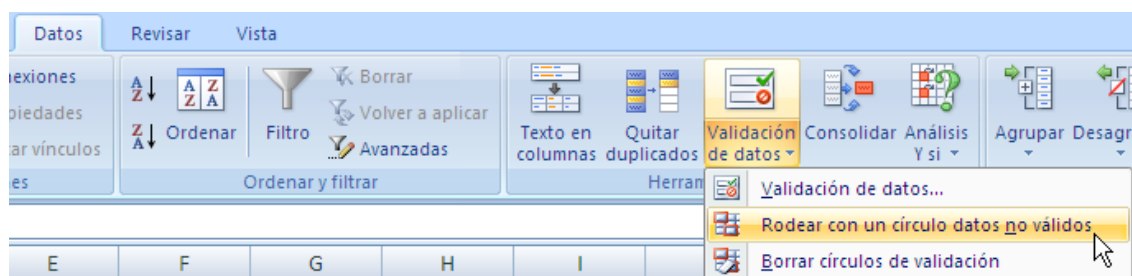 Datos Revisar Vista
nexiones
piedades
ar vínculos
es
A Z
Z A
A Z
Z A
Ordenar
Filtro
Borrar
Volver a aplicar
Avanzadas
Ordenar y filtrar
Texto en
columnas
Quitar
duplicados
Validación
de datos
Consolidar
Análisis
Y si
Agrupar
Desagr
Herran
Validación de datos...
Rodear con un círculo datos no válidos
Borrar círculos de validación
E F G H I